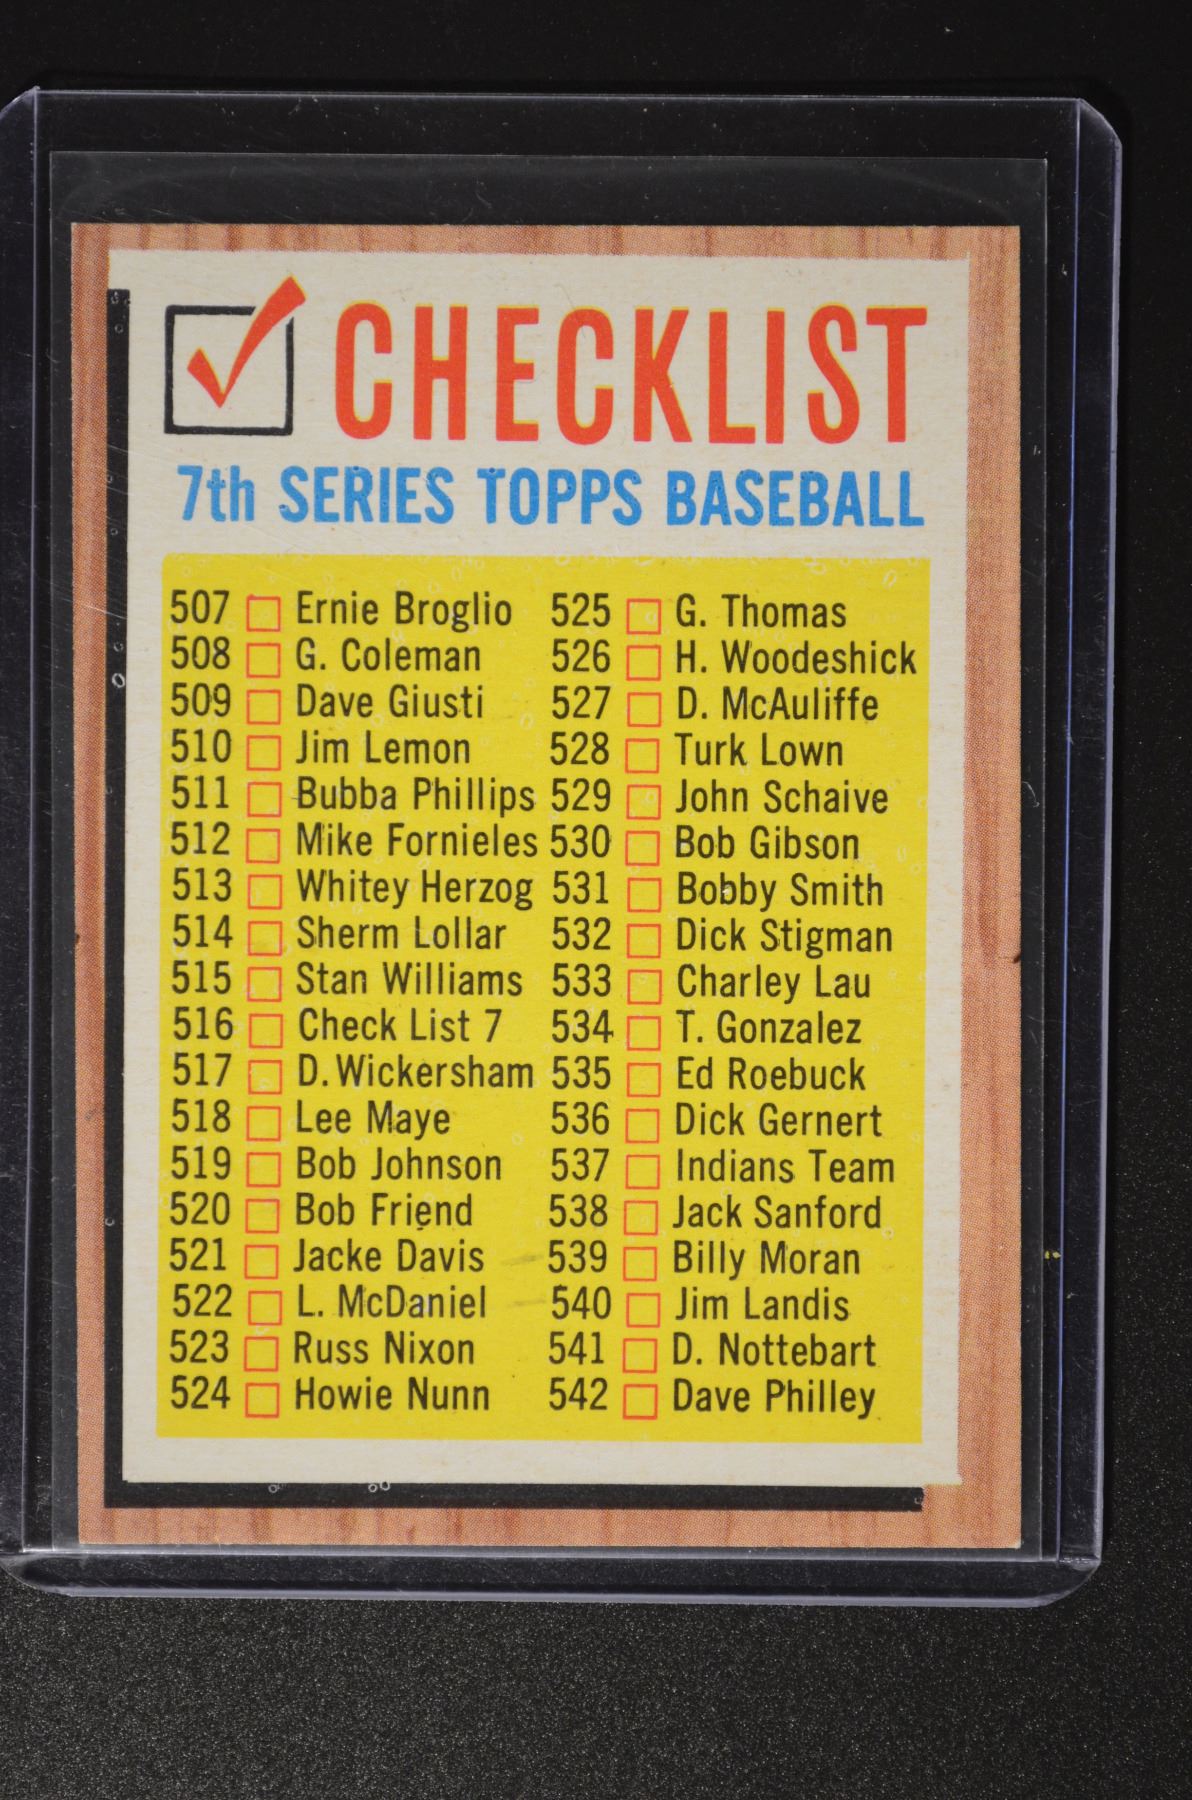 CHECKLIST
7th SERIES TOPPS BASEBALL
507 Ernie Broglio
508 G. Coleman
509 Dave Giusti
510 Jim Lemon
511 Bubba Phillips
512 Mike Fornieles
513 Whitey Herzog
514 Sherm Lollar
515 Stan Williams
516 Check List 7
517 D. Wickersham
518 Lee Maye
519 Bob Johnson
520 Bob Friend
521 Jacke Davis
522 L. McDaniel
523 Russ Nixon
524 Howie Nunn
525 G. Thomas
526 H. Woodeshick
527 D. McAuliffe
528 Turk Lown
529 John Schaive
530 Bob Gibson
531 Bobby Smith
532 Dick Stigman
533 Charley Lau
534 T. Gonzalez
535 Ed Roebuck
536 Dick Gernert
537 Indians Team
538 Jack Sanford
539 Billy Moran
540 Jim Landis
541 D. Nottebart
542 Dave Philley